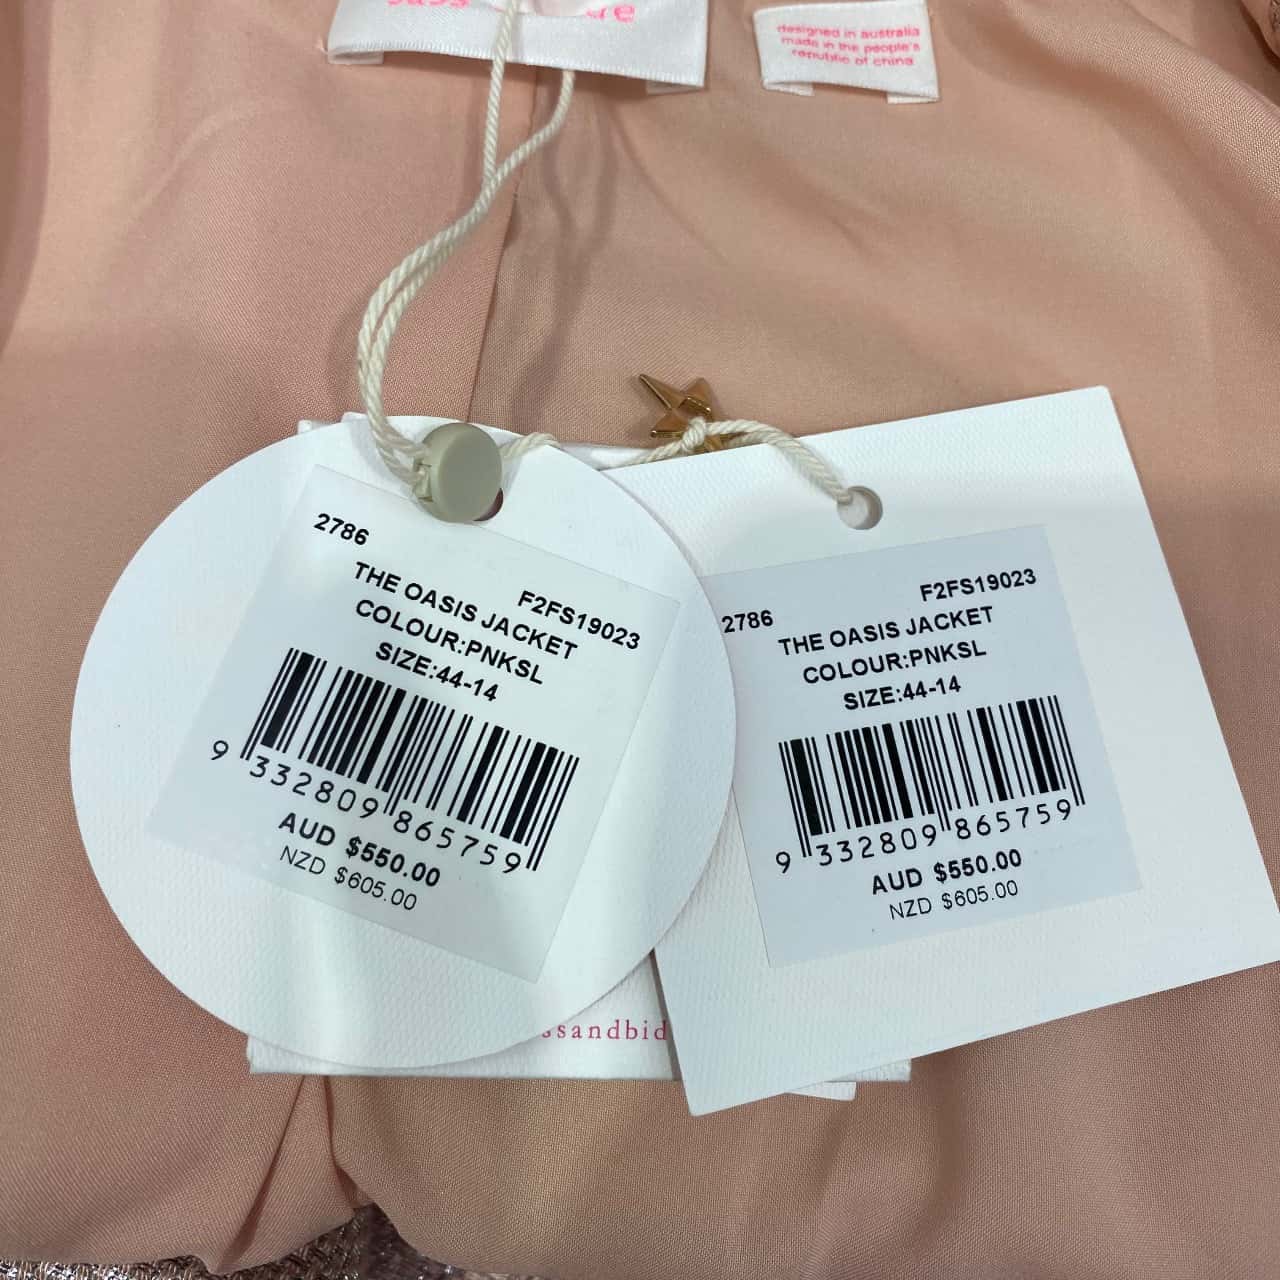 designed in australia
made in the people's
republic of china
2786
F2FS19023
THE OASIS JACKET
COLOUR:PNKSL
SIZE:44-14
9 332809 865759
AUD $550.00
NZD $605.00
2786
F2FS19023
THE OASIS JACKET
COLOUR:PNKSL
SIZE:44-14
9 332809 865759
AUD $550.00
NZD $605.00
ssandbid